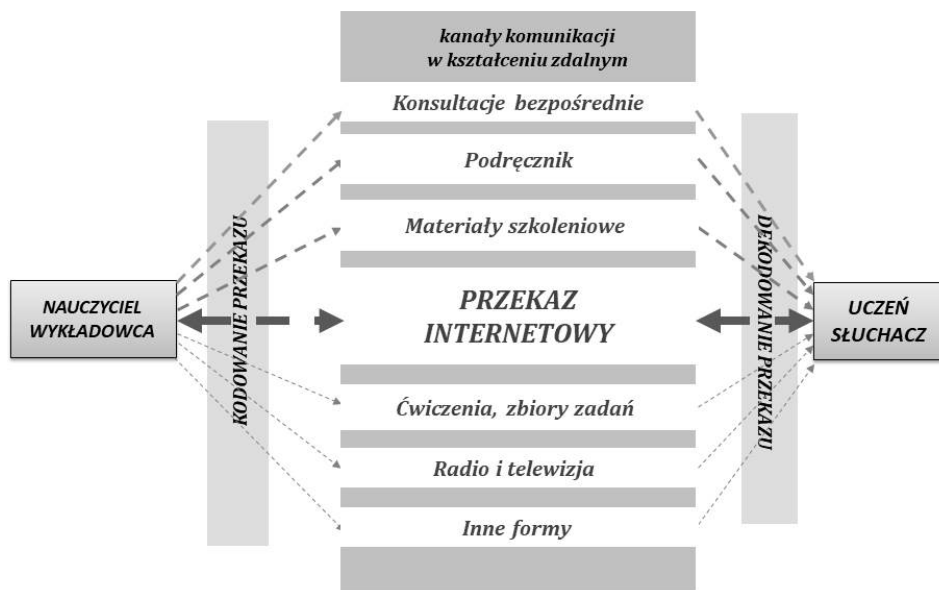 kanały komunikacji
w kształceniu zdalnym
Konsultacje bezpośrednie
Podręcznik
Materiały szkoleniowe
KODOWANIE PRZEKAZU
DEKODOWANIE PRZEKAZU
NAUCZYCIEL
WYKŁADOWCA
PRZEKAZ
INTERNETOWY
UCZEŃ
SŁUCHACZ
Ćwiczenia, zbiory zadań
Radio i telewizja
Inne formy